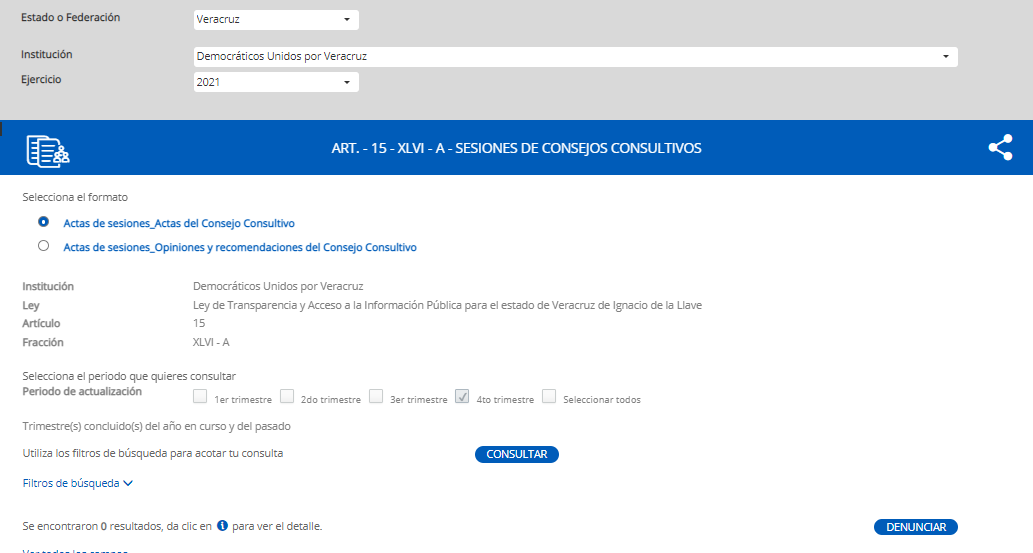 Estado o Federación
Veracruz
Institución
Democráticos Unidos por Veracruz
Ejercicio
2021
ART. - 15 - XLVI - A - SESIONES DE CONSEJOS CONSULTIVOS
Selecciona el formato
Actas de sesiones_Actas del Consejo Consultivo
Actas de sesiones_Opiniones y recomendaciones del Consejo Consultivo
Institución Democráticos Unidos por Veracruz
Ley Ley de Transparencia y Acceso a la Información Pública para el estado de Veracruz de Ignacio de la Llave
Artículo 15
Fracción XLVI - A
Selecciona el periodo que quieres consultar
Periodo de actualización 1er trimestre 2do trimestre 3er trimestre 4to trimestre Seleccionar todos
Trimestre(s) concluido(s) del año en curso y del pasado
Utiliza los filtros de búsqueda para acotar tu consulta CONSULTAR
Filtros de búsqueda
Se encontraron 0 resultados, da clic en i para ver el detalle. DENUNCIAR
Ver todos los campos